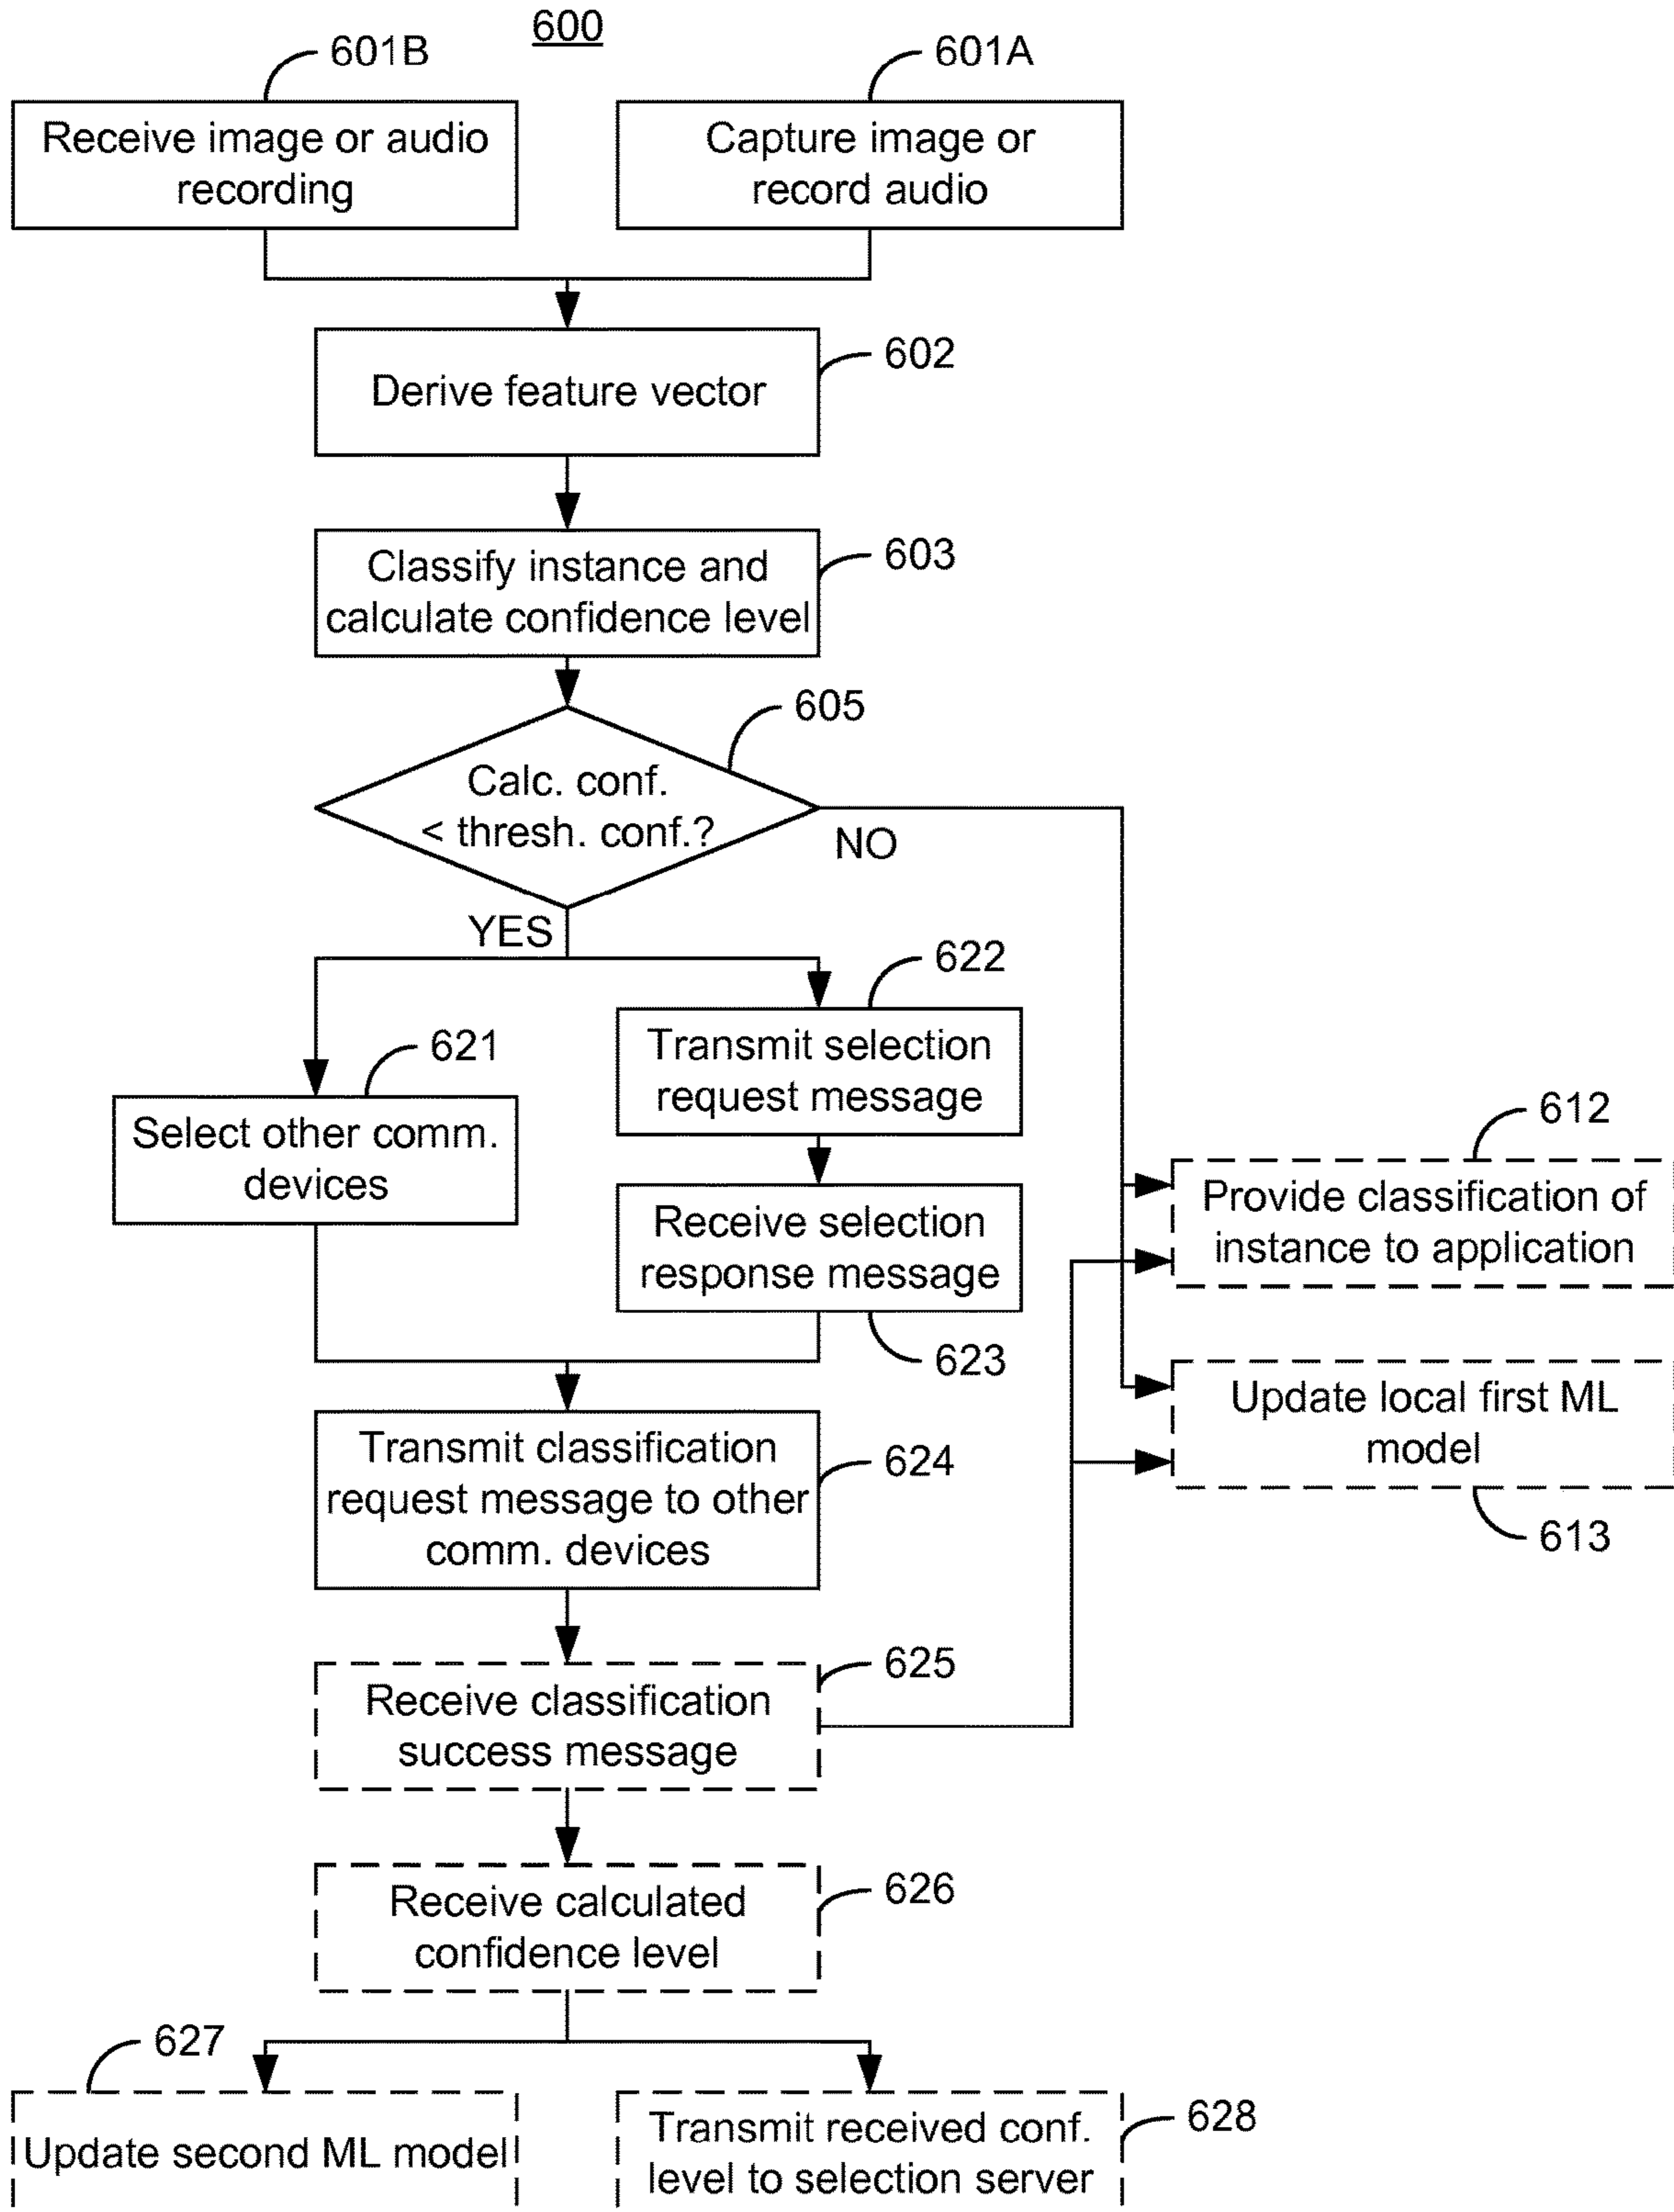 600
601B
601A
Receive image or audio
recording
Capture image or
record audio
602
Derive feature vector
603
Classify instance and
calculate confidence level
605
Calc. conf.
< thresh. conf.?
NO
YES
622
Transmit selection
request message
621
Select other comm.
devices
612
Provide classification of
instance to application
Receive selection
response message
623
Update local first ML
model
613
Transmit classification
request message to other
comm. devices
624
625
Receive classification
success message
626
Receive calculated
confidence level
627
Update second ML model
628
Transmit received conf.
level to selection server